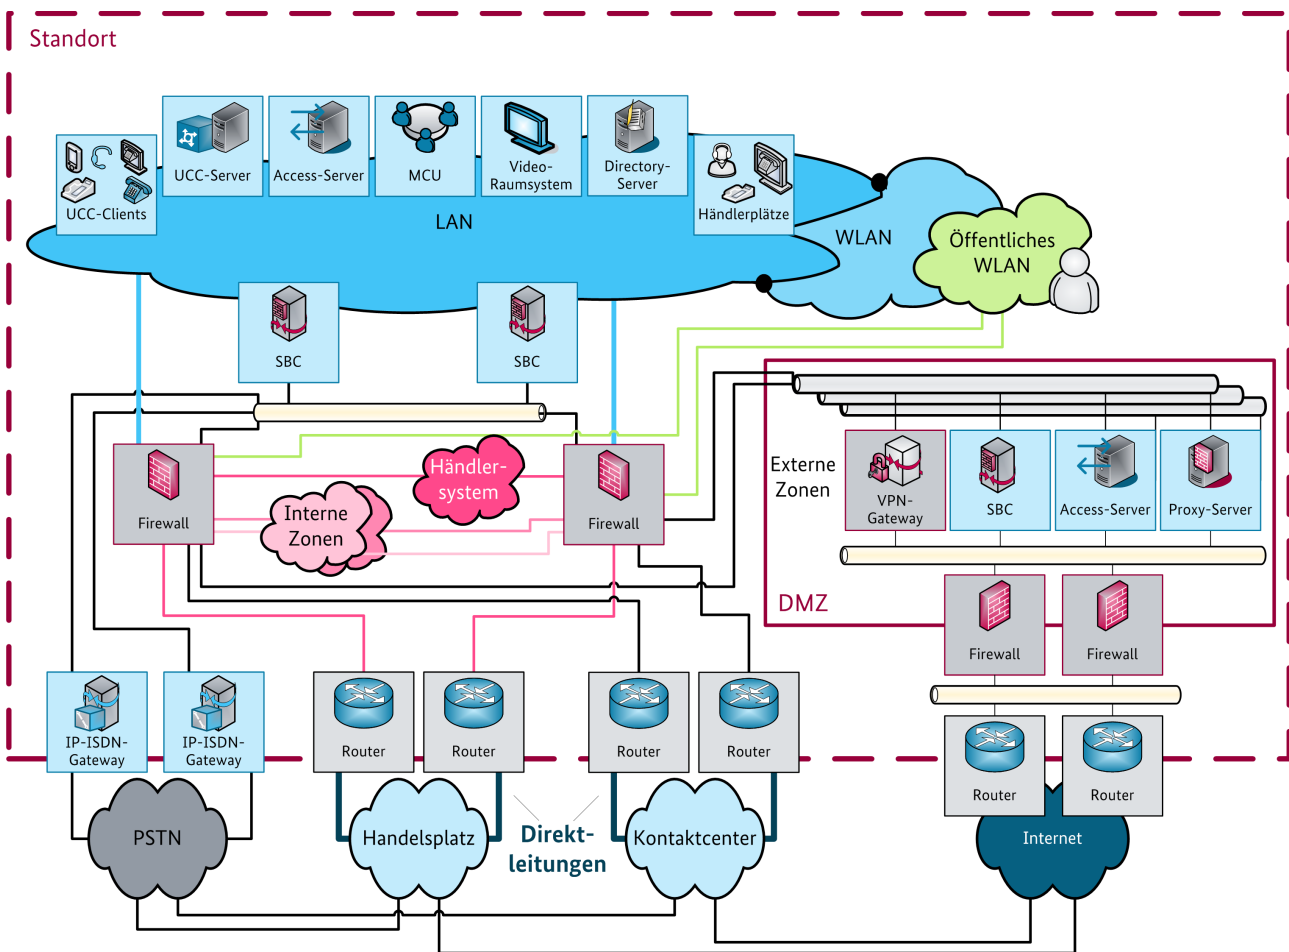 Standort
UCC-Clients
UCC-Server
Access-Server
MCU
Video-
Raumsystem
Directory-
Server
Händlerplätze
LAN
WLAN
Öffentliches
WLAN
SBC
SBC
Firewall
Händler-
system
Interne
Zonen
Firewall
Externe
Zonen
VPN-
Gateway
SBC
Access-Server
Proxy-Server
DMZ
Firewall
Firewall
IP-ISDN-
Gateway
IP-ISDN-
Gateway
Router
Router
Router
Router
Router
Router
PSTN
Handelsplatz
Direkt-
leitungen
Kontaktcenter
Internet